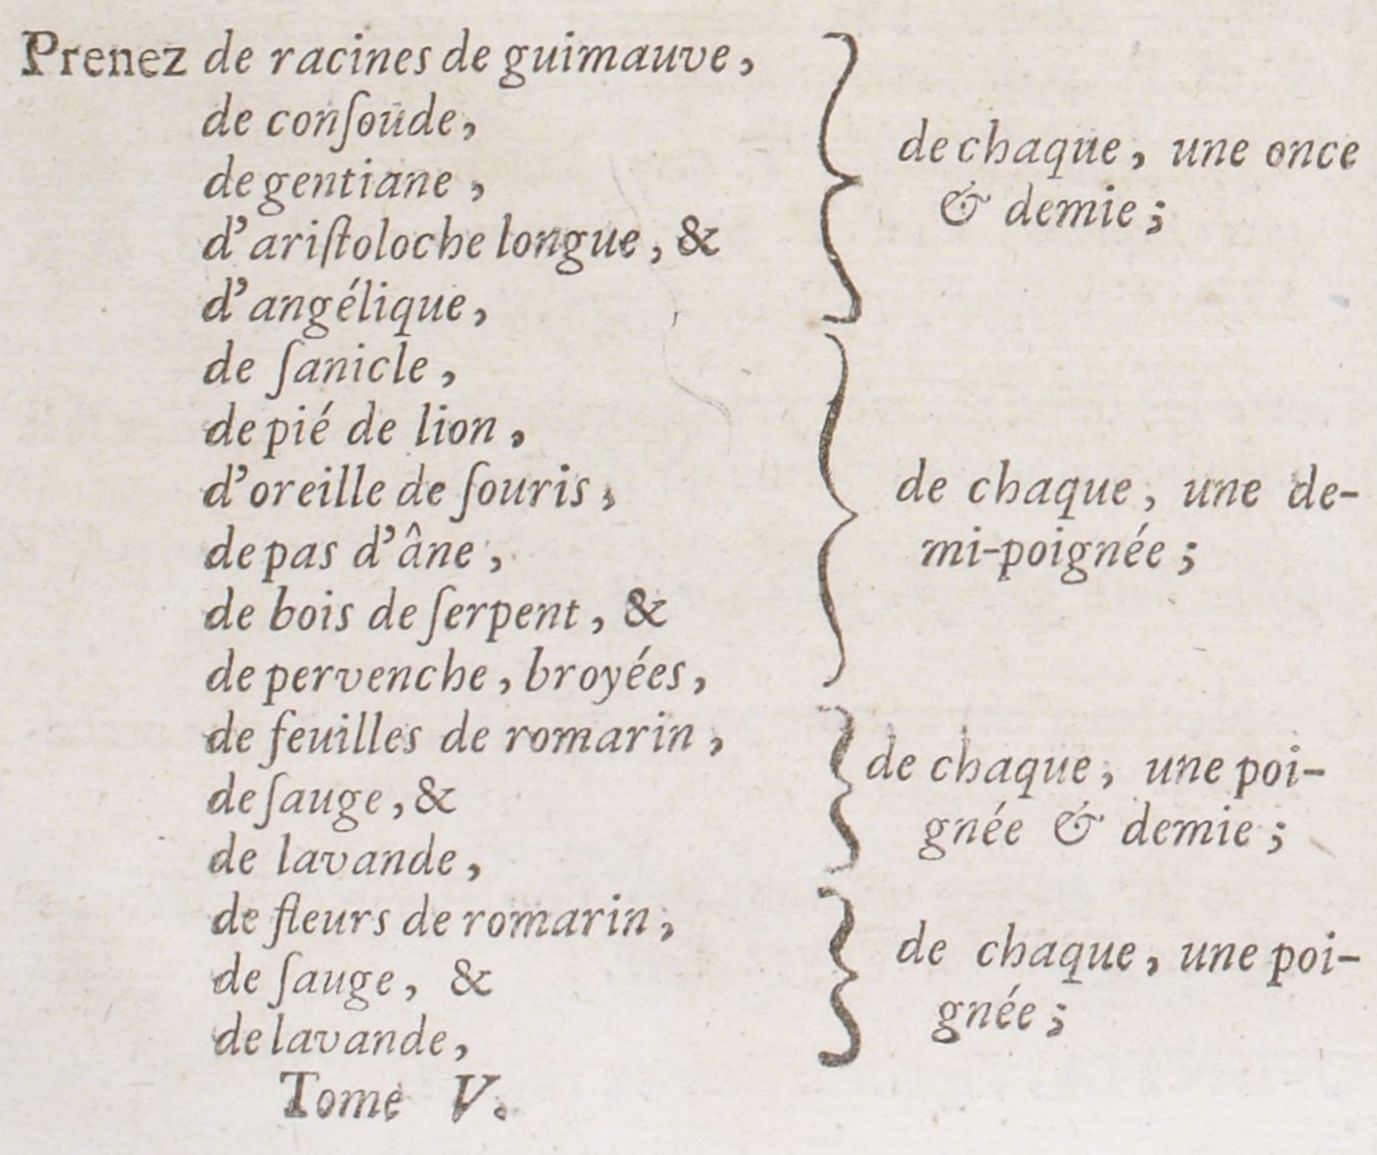 Prenez de racines de guimauve,
de conſoude,
de gentiane,
d'ariſtoloche longue, &
d'angélique,
de chaque, une once
& demie;
de ſanicle,
de pié de lion,
d'oreille de ſouris,
de pas d'âne,
de bois de ſerpent, &
de pervenche, broyées,
de chaque, une de-
mi-poignée;
de feuilles de romarin,
de ſauge, &
de lavande,
de chaque, une poi-
gnée & demie;
de fleurs de romarin,
de ſauge, &
de lavande,
de chaque, une poi-
gnée;
Tome V.